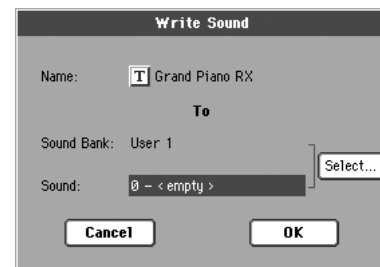 Write Sound
Name: T Grand Piano RX
To
Sound Bank: User 1
Select...
Sound: 0 - < empty >
Cancel OK